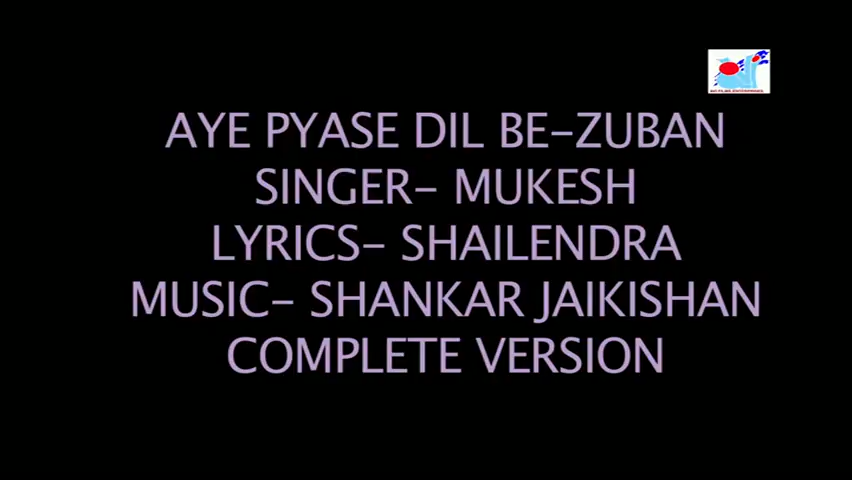 AYE PYASE DIL BE-ZUBAN
SINGER- MUKESH
LYRICS- SHAILENDRA
MUSIC- SHANKAR JAIKISHAN
COMPLETE VERSION